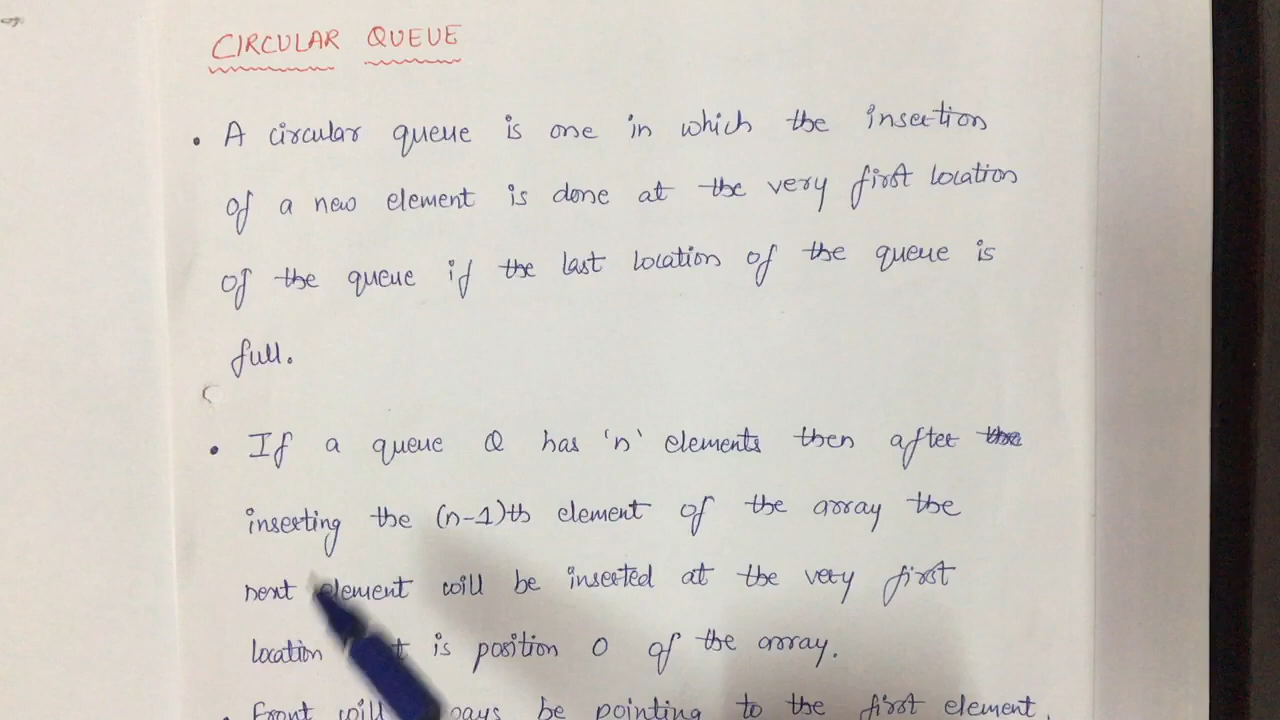 CIRCULAR QUEUE
• A circular queue is one in which the insertion
of a new element is done at the very first location
of the queue if the last location of the queue is
full.
• If a queue Q has 'n' elements then after the
inserting the (n-1)th element of the array the
next element will be inserted at the very first
location is position 0 of the array.
• Front will be pointing to the first element.